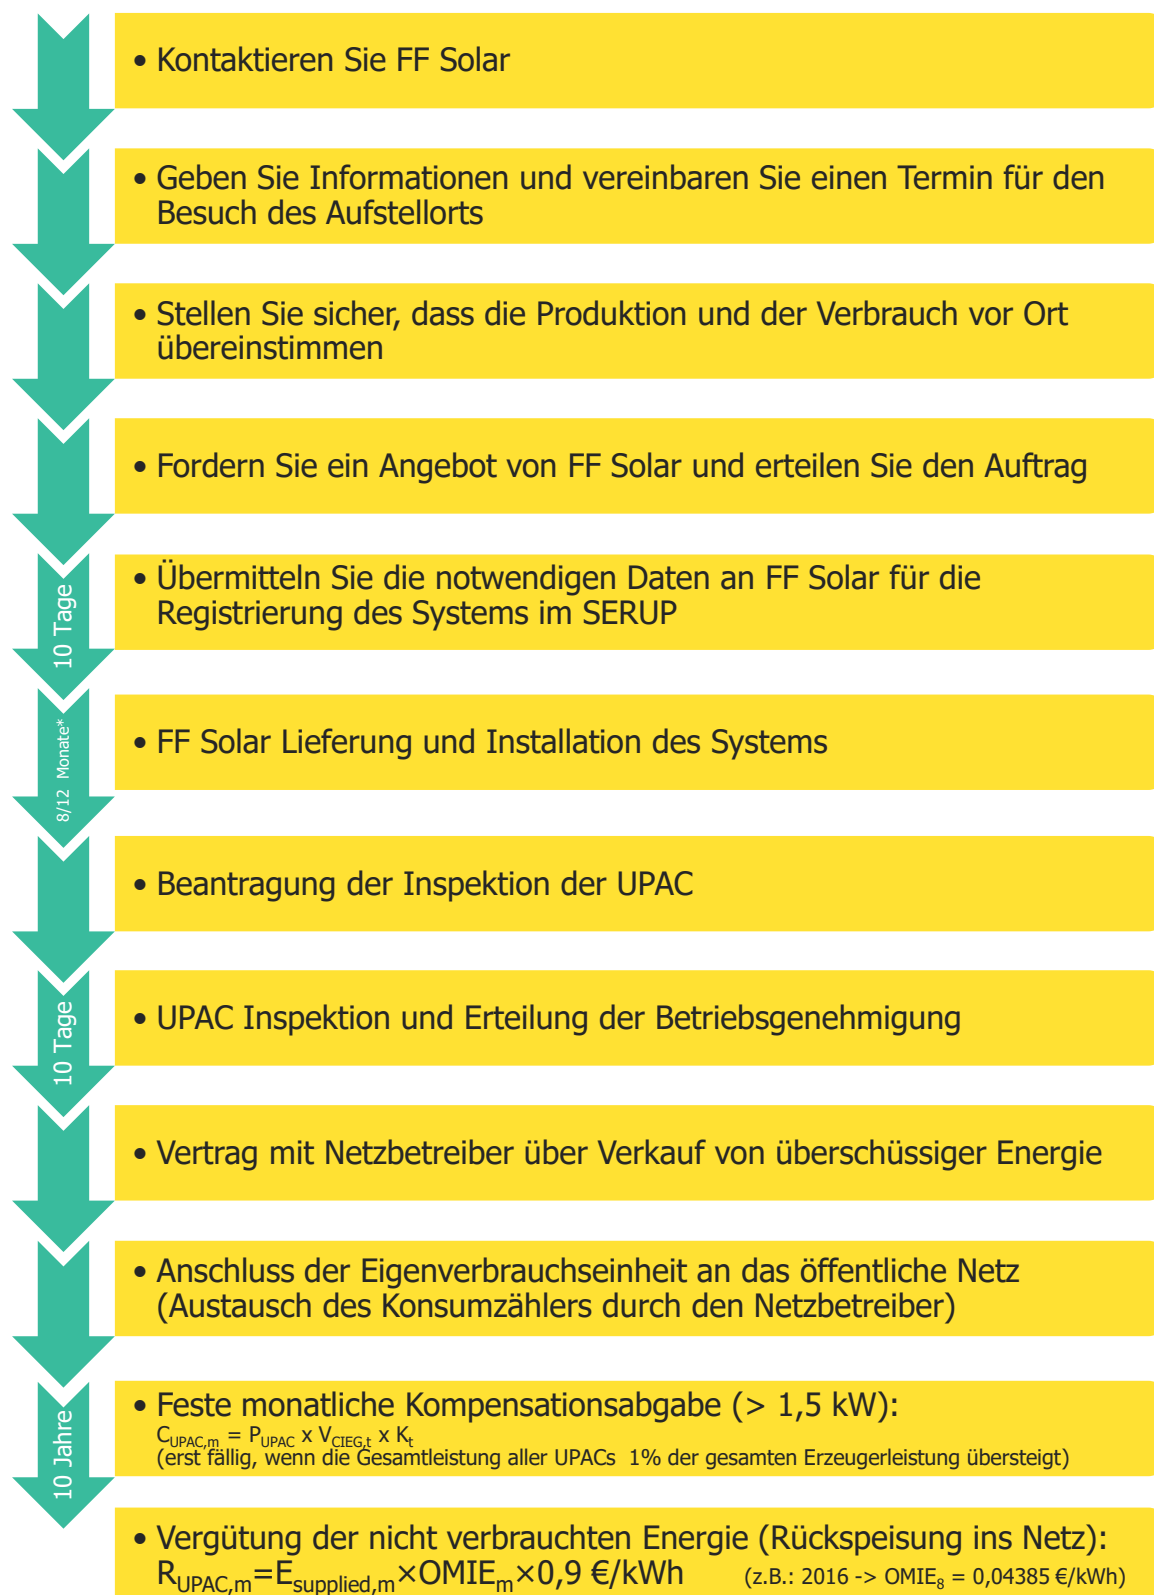 • Kontaktieren Sie FF Solar
• Geben Sie Informationen und vereinbaren Sie einen Termin für den
Besuch des Aufstellorts
• Stellen Sie sicher, dass die Produktion und der Verbrauch vor Ort
übereinstimmen
• Fordern Sie ein Angebot von FF Solar und erteilen Sie den Auftrag
10 Tage
• Übermitteln Sie die notwendigen Daten an FF Solar für die
Registrierung des Systems im SERUP
8/12 Monate*
• FF Solar Lieferung und Installation des Systems
• Beantragung der Inspektion der UPAC
10 Tage
• UPAC Inspektion und Erteilung der Betriebsgenehmigung
• Vertrag mit Netzbetreiber über Verkauf von überschüssiger Energie
• Anschluss der Eigenverbrauchseinheit an das öffentliche Netz
(Austausch des Konsumzählers durch den Netzbetreiber)
10 Jahre
• Feste monatliche Kompensationsabgabe (> 1,5 kW):
C_UPAC,m = P_UPAC x V_CIEG,t x K_t
(erst fällig, wenn die Gesamtleistung aller UPACs 1% der gesamten Erzeugerleistung übersteigt)
• Vergütung der nicht verbrauchten Energie (Rückspeisung ins Netz):
R_UPAC,m=E_supplied,m×OMIE_m×0,9 €/kWh (z.B.: 2016 -> OMIE₈ = 0,04385 €/kWh)